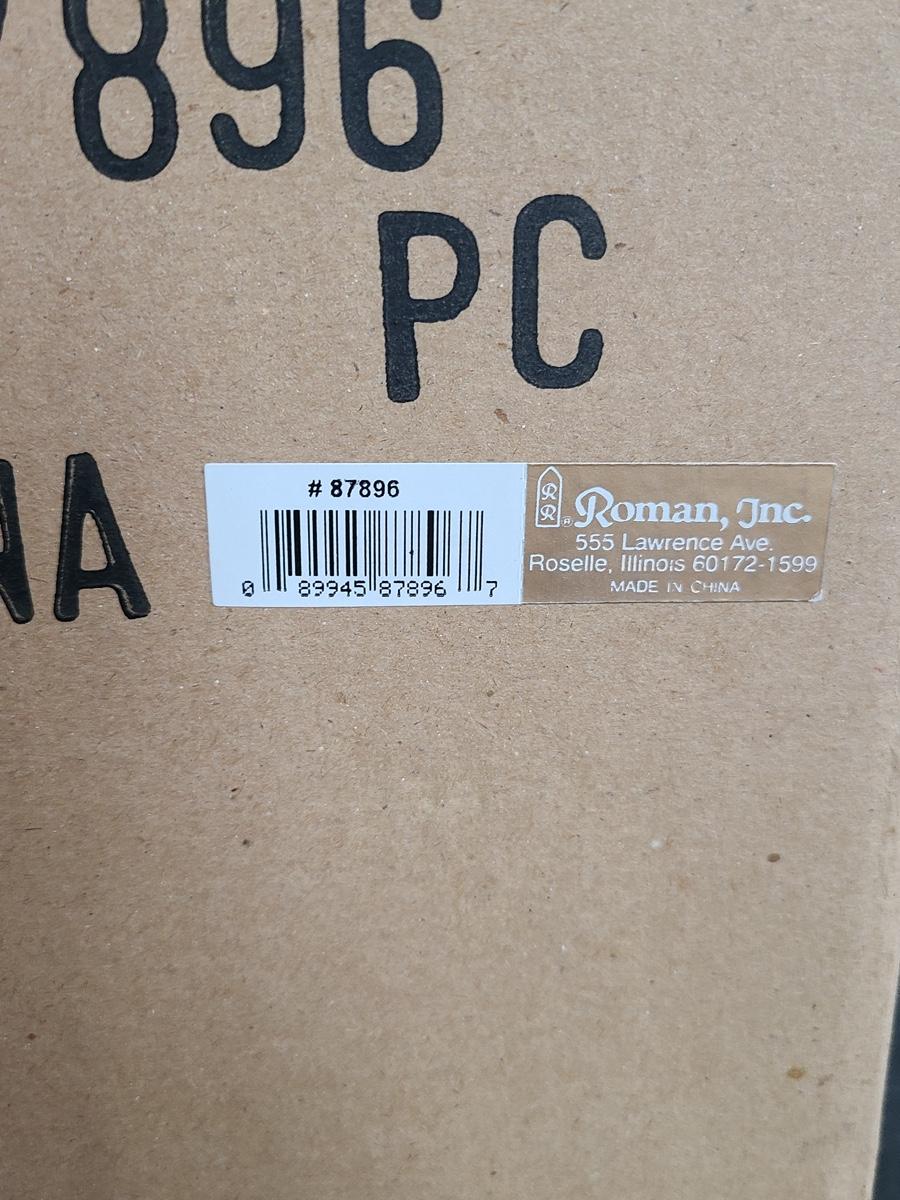 896
PC
NA
# 87896
0 89945 87896 7
RR
® Roman, Inc.
555 Lawrence Ave.
Roselle, Illinois 60172-1599
MADE IN CHINA